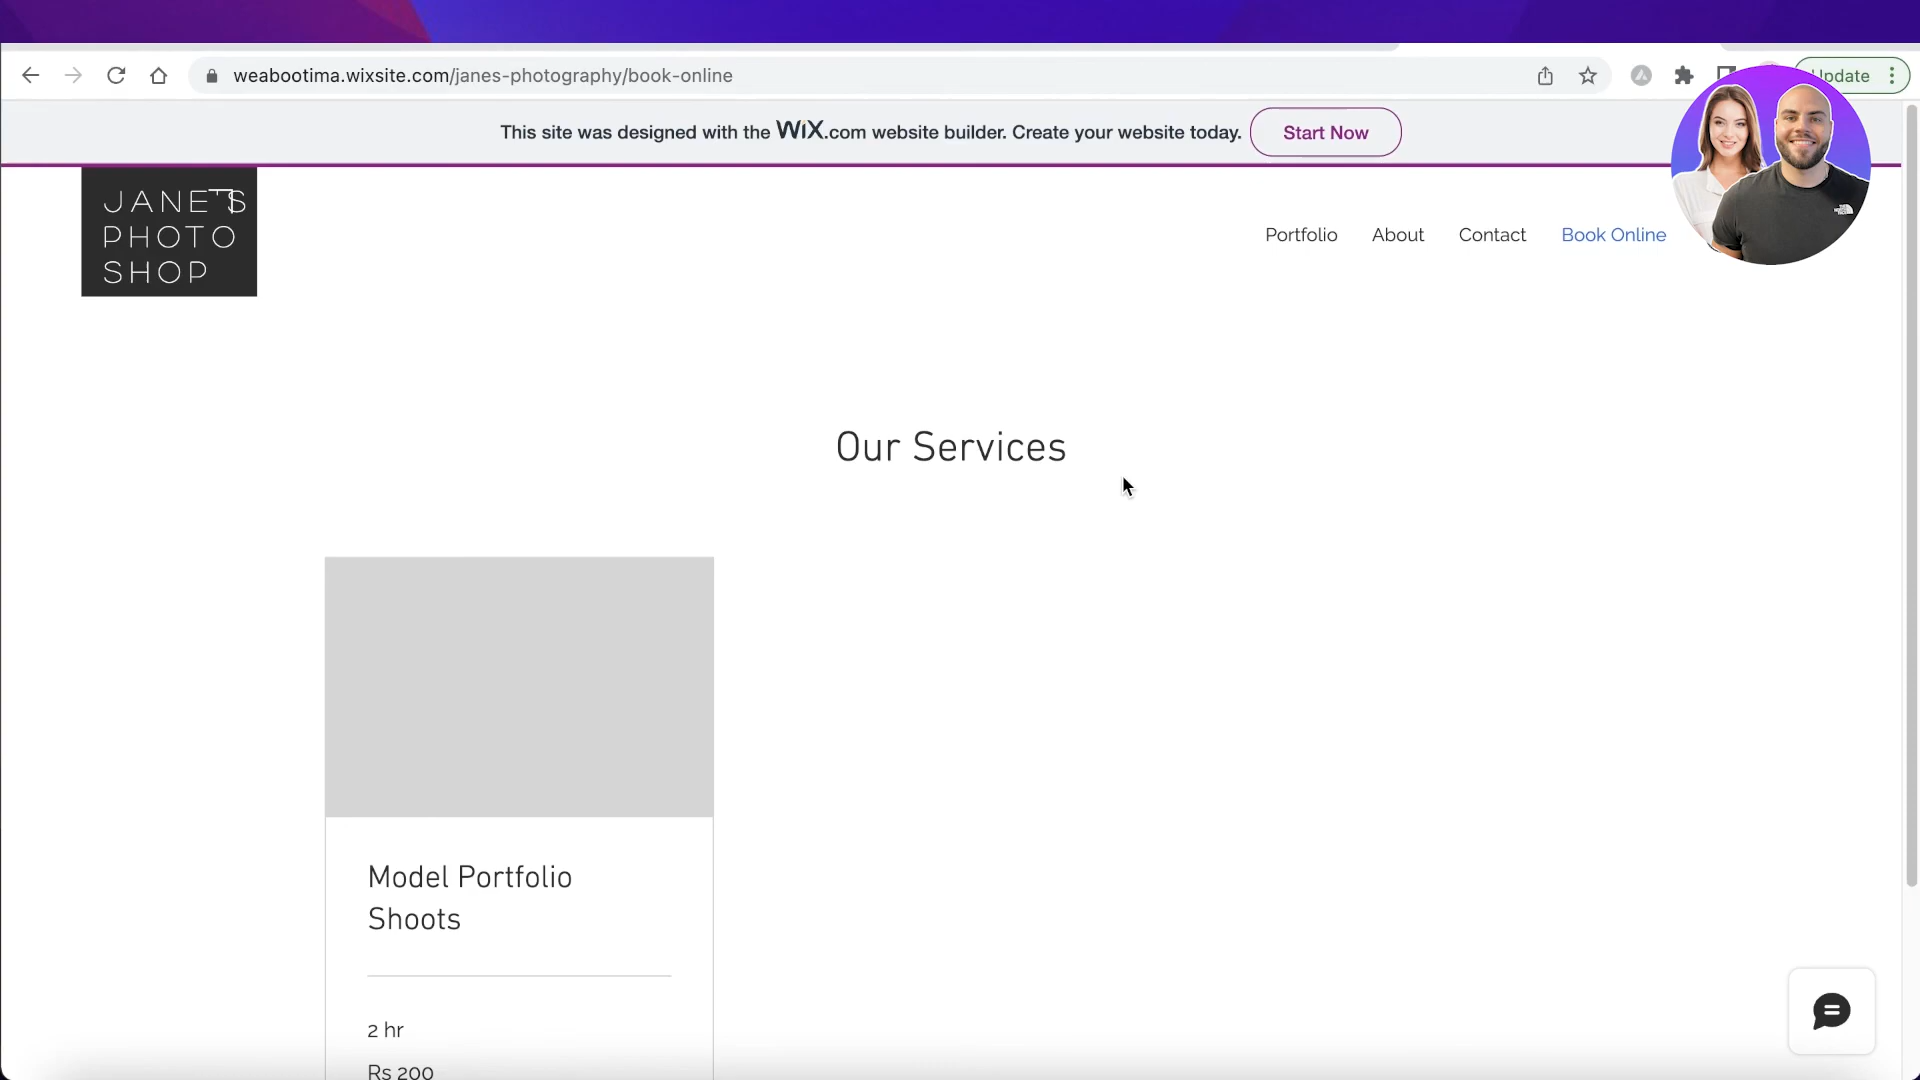 weabootima.wixsite.com/janes-photography/book-online
Update
This site was designed with the WiX.com website builder. Create your website today.
Start Now
JANE'S
PHOTO
SHOP
Portfolio
About
Contact
Book Online
Our Services
Model Portfolio
Shoots
2 hr
Rs 200